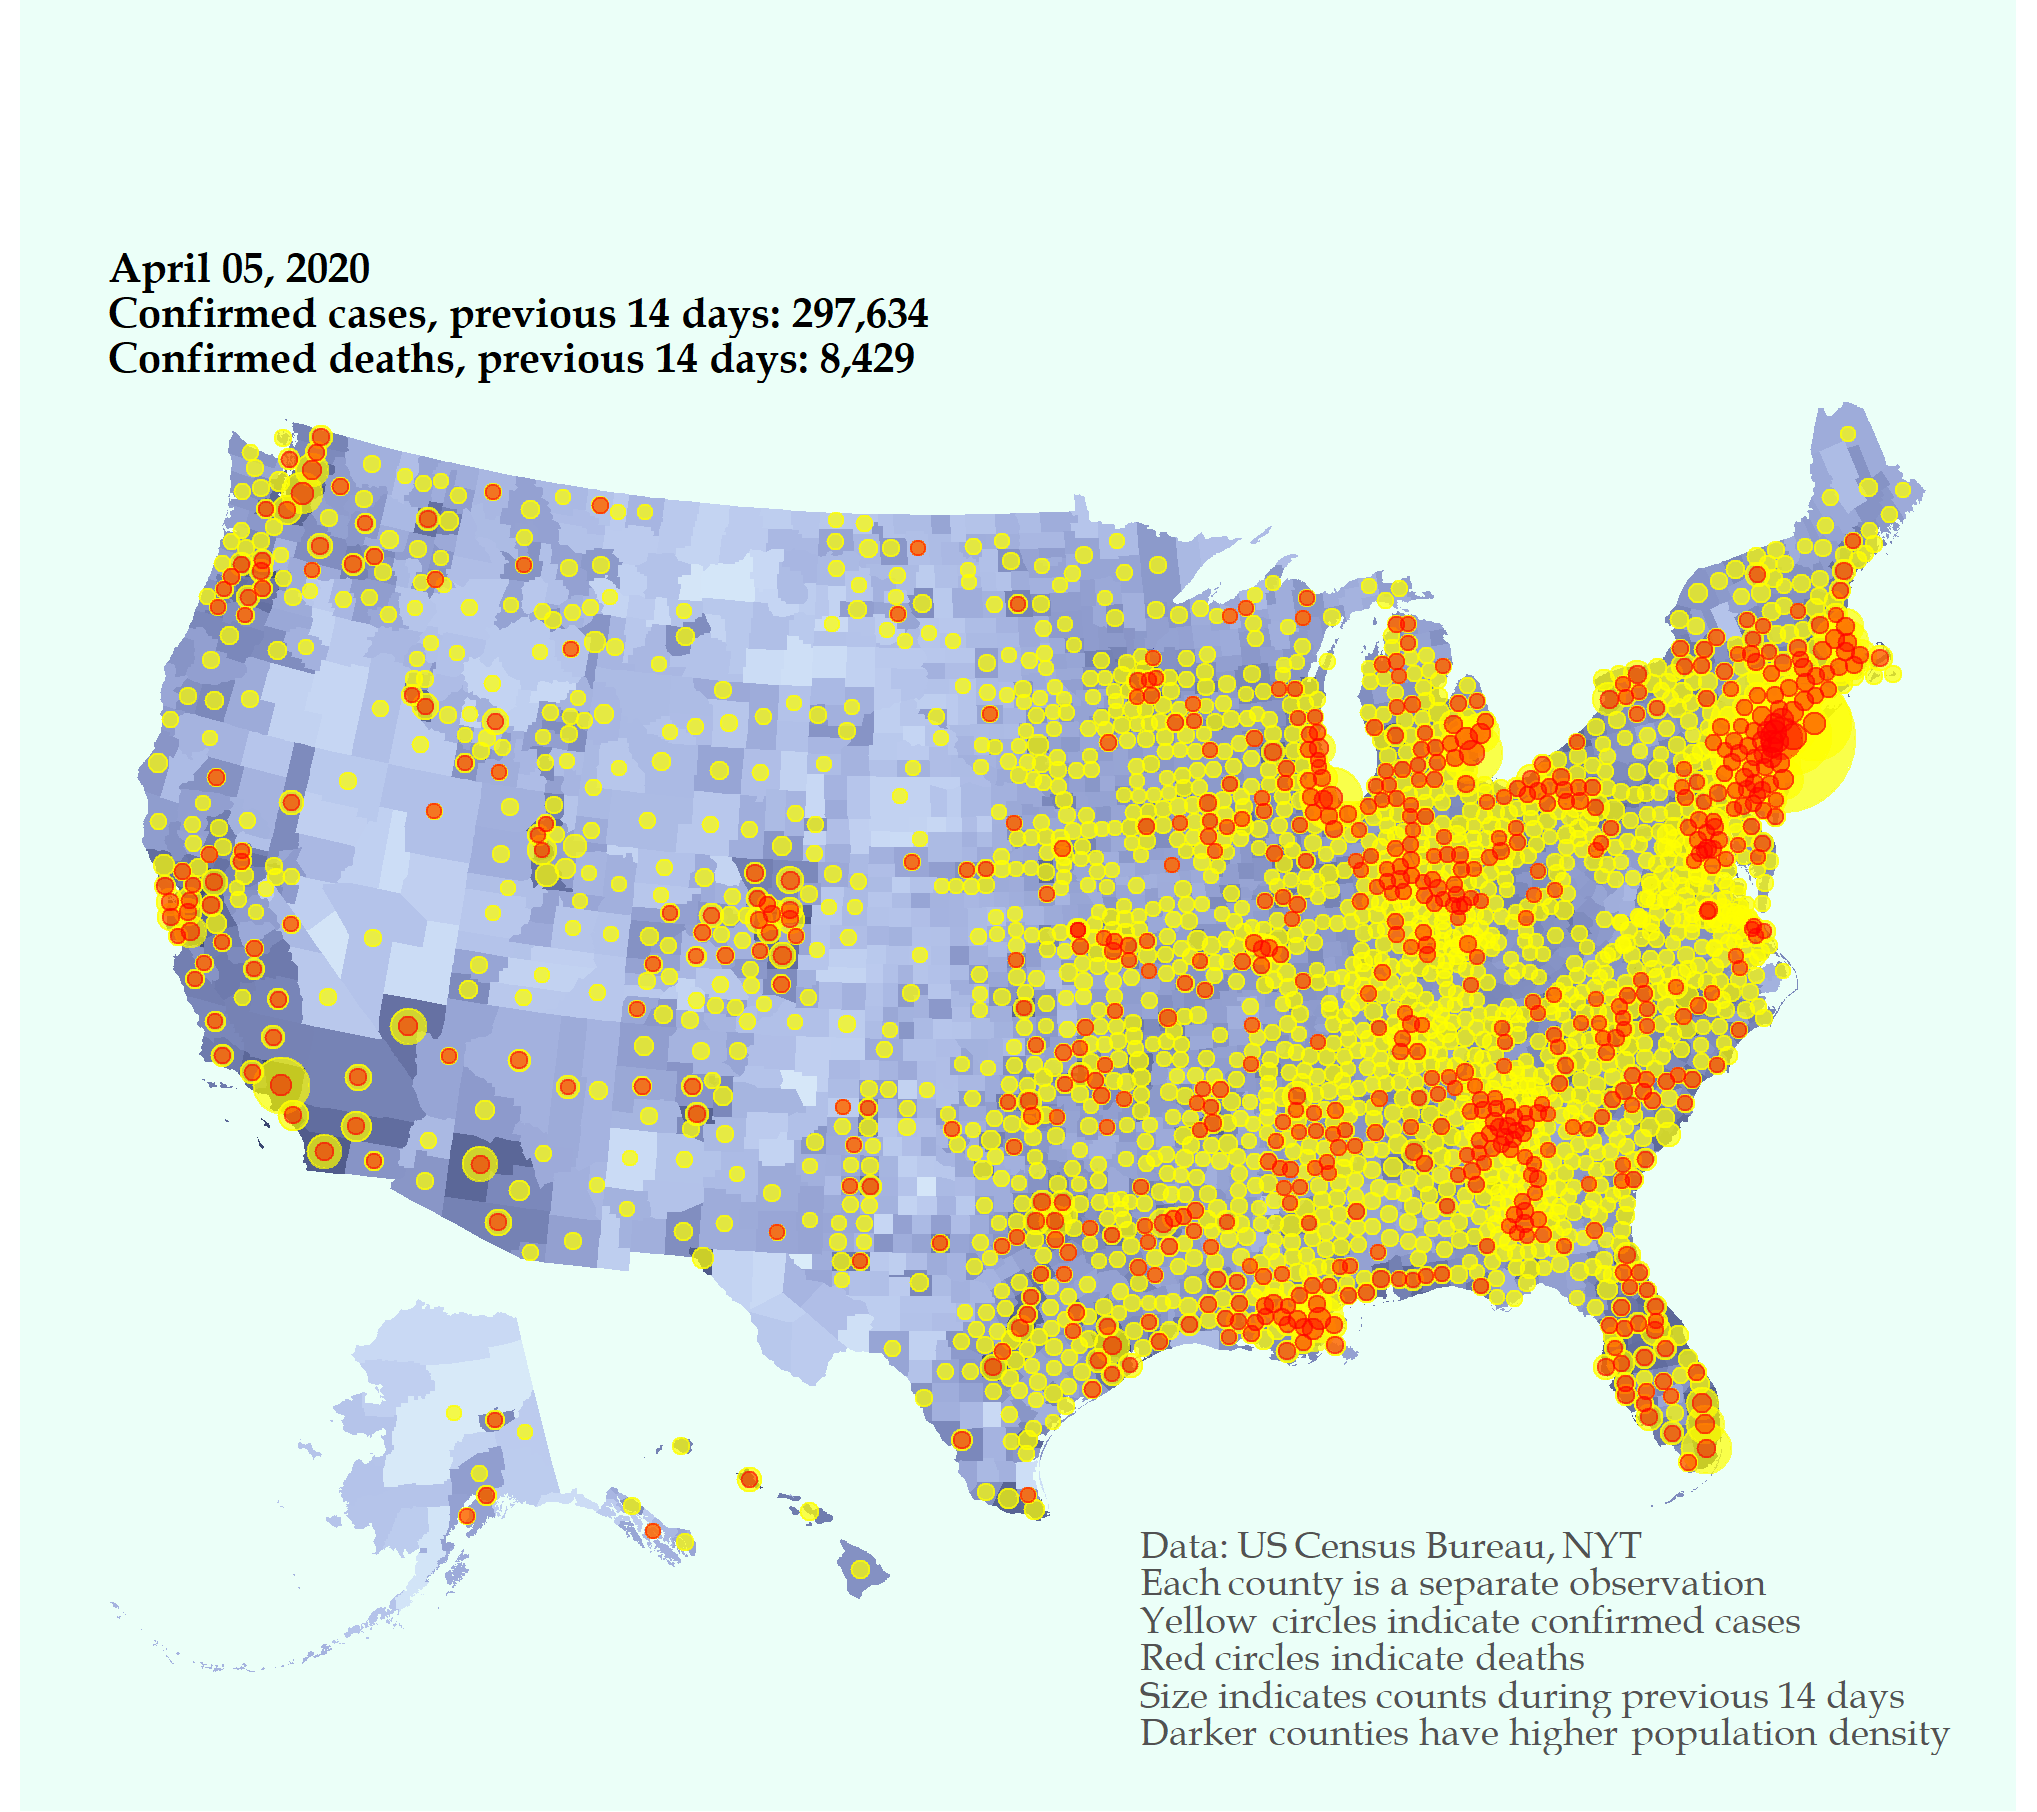 April 05, 2020
Confirmed cases, previous 14 days: 297,634
Confirmed deaths, previous 14 days: 8,429
Data: US Census Bureau, NYT
Each county is a separate observation
Yellow circles indicate confirmed cases
Red circles indicate deaths
Size indicates counts during previous 14 days
Darker counties have higher population density